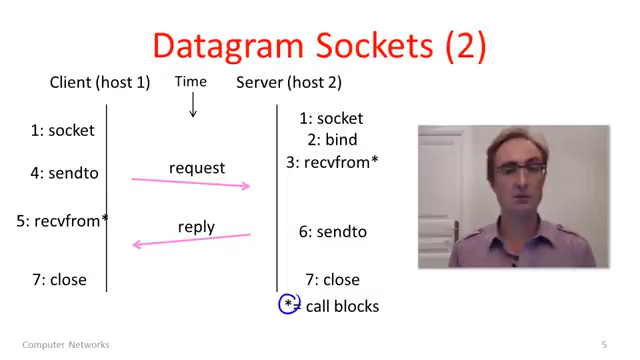 Datagram Sockets (2)
Client (host 1)
Time
Server (host 2)
1: socket
1: socket
2: bind
3: recvfrom*
4: sendto
request
5: recvfrom*
reply
6: sendto
7: close
7: close
*= call blocks
Computer Networks
5